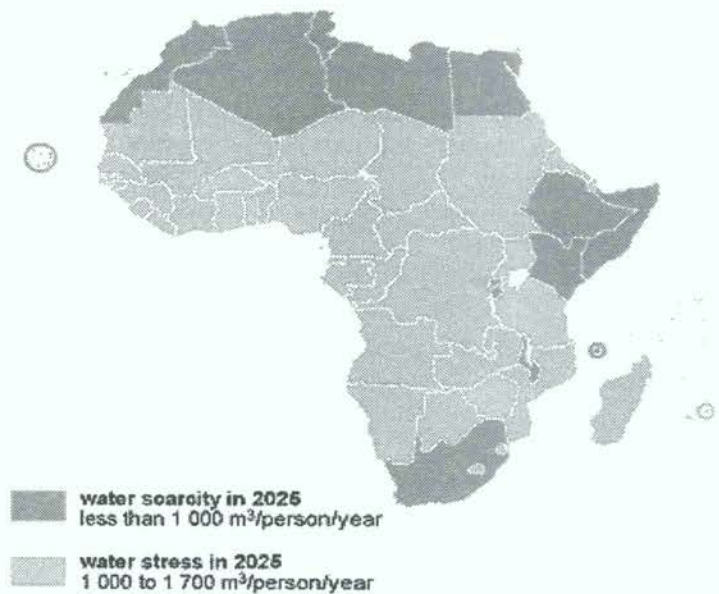 water scarcity in 2025
less than 1 000 m³/person/year
water stress in 2025
1 000 to 1 700 m³/person/year